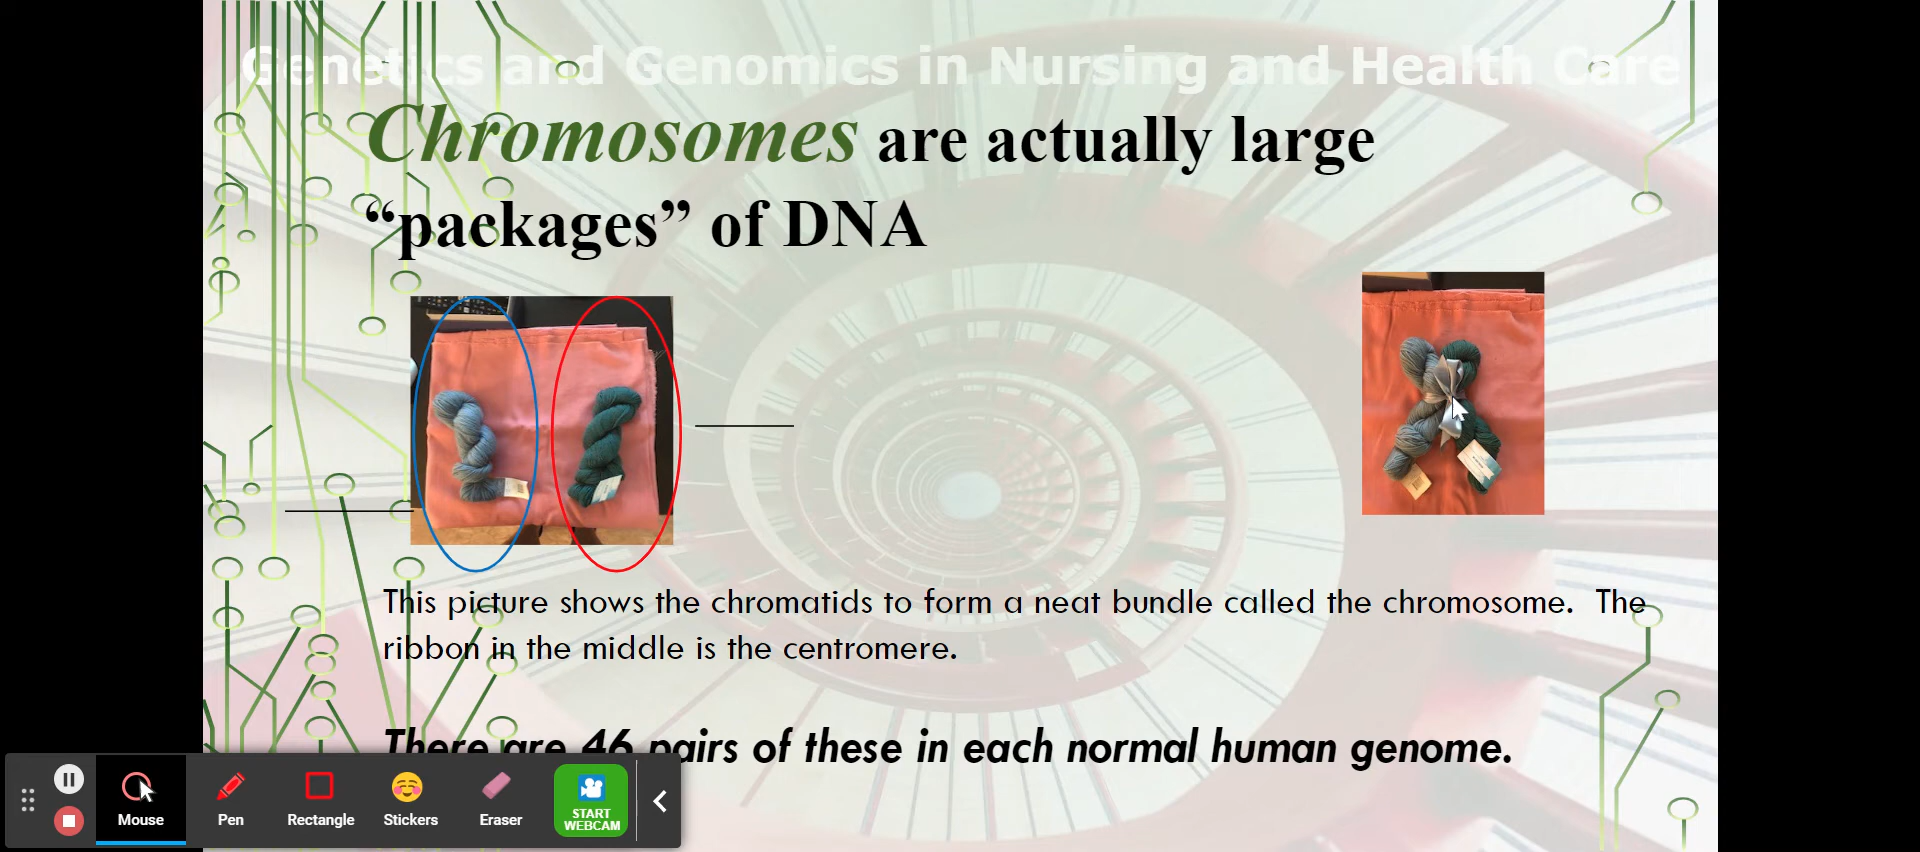 Genetics and Genomics in Nursing and Health Care
Chromosomes are actually large
“packages” of DNA
This picture shows the chromatids to form a neat bundle called the chromosome. The
ribbon in the middle is the centromere.
There are 46 pairs of these in each normal human genome.
Mouse
Pen
Rectangle
Stickers
Eraser
START
WEBCAM